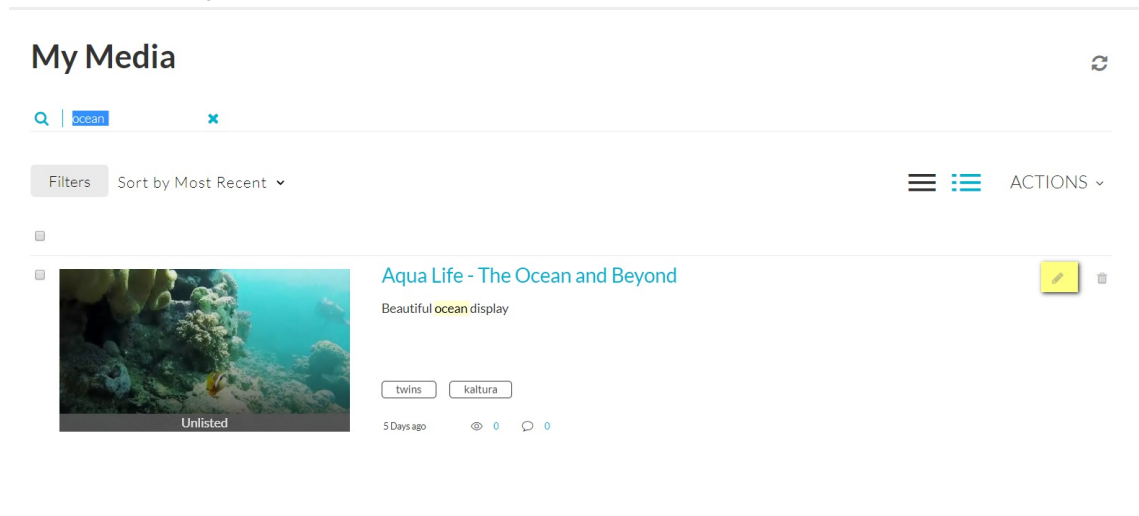 My Media
ocean
Filters Sort by Most Recent ACTIONS
Aqua Life - The Ocean and Beyond
Beautiful ocean display
twins kaltura
Unlisted
5 Days ago 0 0